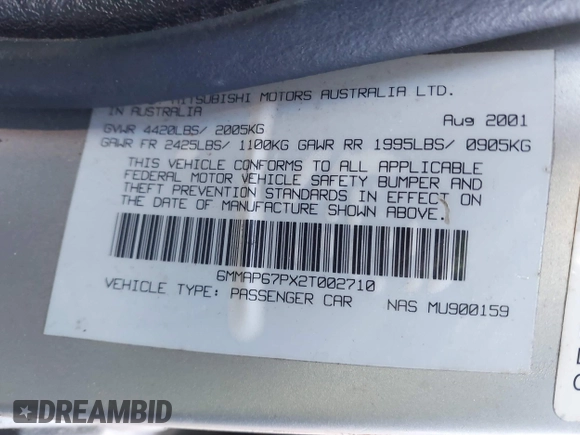 MITSUBISHI MOTORS AUSTRALIA LTD.
IN AUSTRALIA Aug 2001
GVWR 4420LBS/ 2005KG
GAWR FR 2425LBS/ 1100KG GAWR RR 1995LBS/ 0905KG
THIS VEHICLE CONFORMS TO ALL APPLICABLE
FEDERAL MOTOR VEHICLE SAFETY BUMPER AND
THEFT PREVENTION STANDARDS IN EFFECT ON
THE DATE OF MANUFACTURE SHOWN ABOVE.
6MMAP67PX2T002710
VEHICLE TYPE: PASSENGER CAR NAS MU900159
DREAMBID